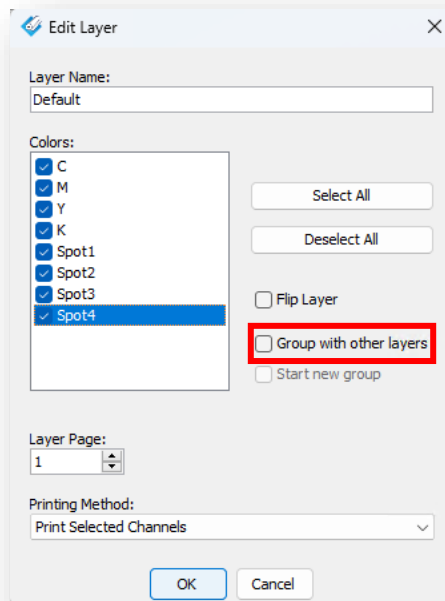 Edit Layer
Layer Name:
Default
Colors:
C
M
Y
K
Spot1
Spot2
Spot3
Spot4
Select All
Deselect All
Flip Layer
Group with other layers
Start new group
Layer Page:
1
Printing Method:
Print Selected Channels
OK Cancel